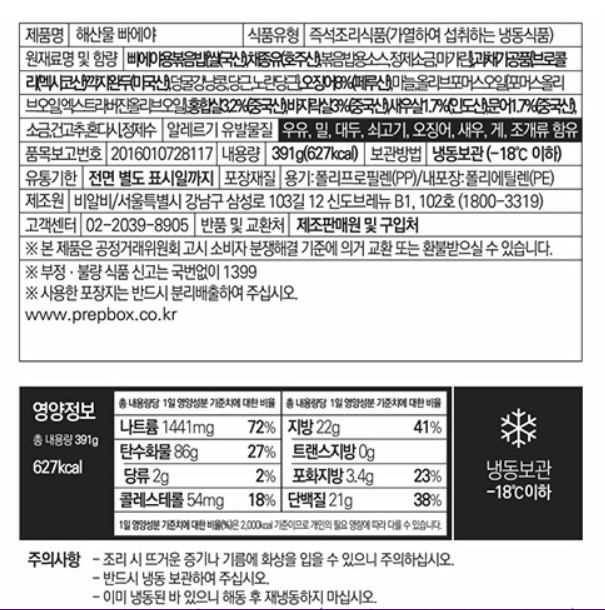 제품명 해산물 빠에야 식품유형 즉석조리식품(가열하여 섭취하는 냉동식품)
원재료명 및 함량 빠에야용볶음밥{쌀(국산),채종유(호주산),볶음밥용소스,정제소금,마가린},과채가공품{브로콜
리(멕시코산),깍지완두(미국산),덩굴강낭콩,당근,노란당근},오징어8%(페루산),마늘올리브포머스오일(포머스올리
브오일,엑스트라버진올리브오일),홍합살3.2%(중국산),바지락살3%(중국산),새우살1.7%(인도산),문어1.7%(중국산),
소금,건고추,훈다시,정제수 알레르기 유발물질 우유, 밀, 대두, 쇠고기, 오징어, 새우, 게, 조개류 함유
품목보고번호 2016010728117 내용량 391g(627kcal) 보관방법 냉동보관 (-18℃ 이하)
유통기한 전면 별도 표시일까지 포장재질 용기:폴리프로필렌(PP)/내포장:폴리에틸렌(PE)
제조원 비알비/서울특별시 강남구 삼성로 103길 12 신도브레뉴 B1, 102호 (1800-3319)
고객센터 02-2039-8905 반품 및 교환처 제조판매원 및 구입처
※ 본 제품은 공정거래위원회 고시 소비자 분쟁해결 기준에 의거 교환 또는 환불받으실 수 있습니다.
※ 부정 · 불량 식품 신고는 국번없이 1399
※ 사용한 포장지는 반드시 분리배출하여 주십시오.
www.prepbox.co.kr
영양정보
총 내용량 391g
627kcal
총 내용량당 1일 영양성분 기준치에 대한 비율
나트륨 1441mg 72%
탄수화물 86g 27%
당류 2g 2%
콜레스테롤 54mg 18%
총 내용량당 1일 영양성분 기준치에 대한 비율
지방 22g 41%
트랜스지방 0g
포화지방 3.4g 23%
단백질 21g 38%
1일 영양성분 기준치에 대한 비율(%)은 2,000kcal 기준이므로 개인의 필요 열량에 따라 다를 수 있습니다.
냉동보관
-18℃이하
주의사항 - 조리 시 뜨거운 증기나 기름에 화상을 입을 수 있으니 주의하십시오.
- 반드시 냉동 보관하여 주십시오.
- 이미 냉동된 바 있으니 해동 후 재냉동하지 마십시오.